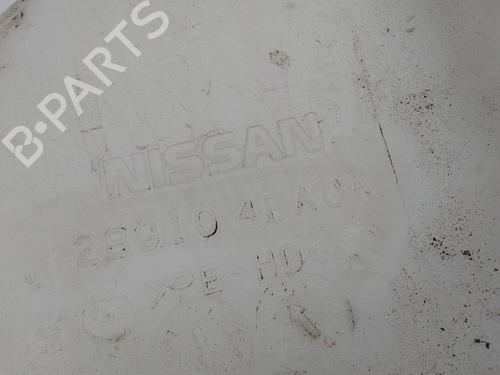 B·PARTS
NISSAN
28910 4EA0A
>PE-HD<